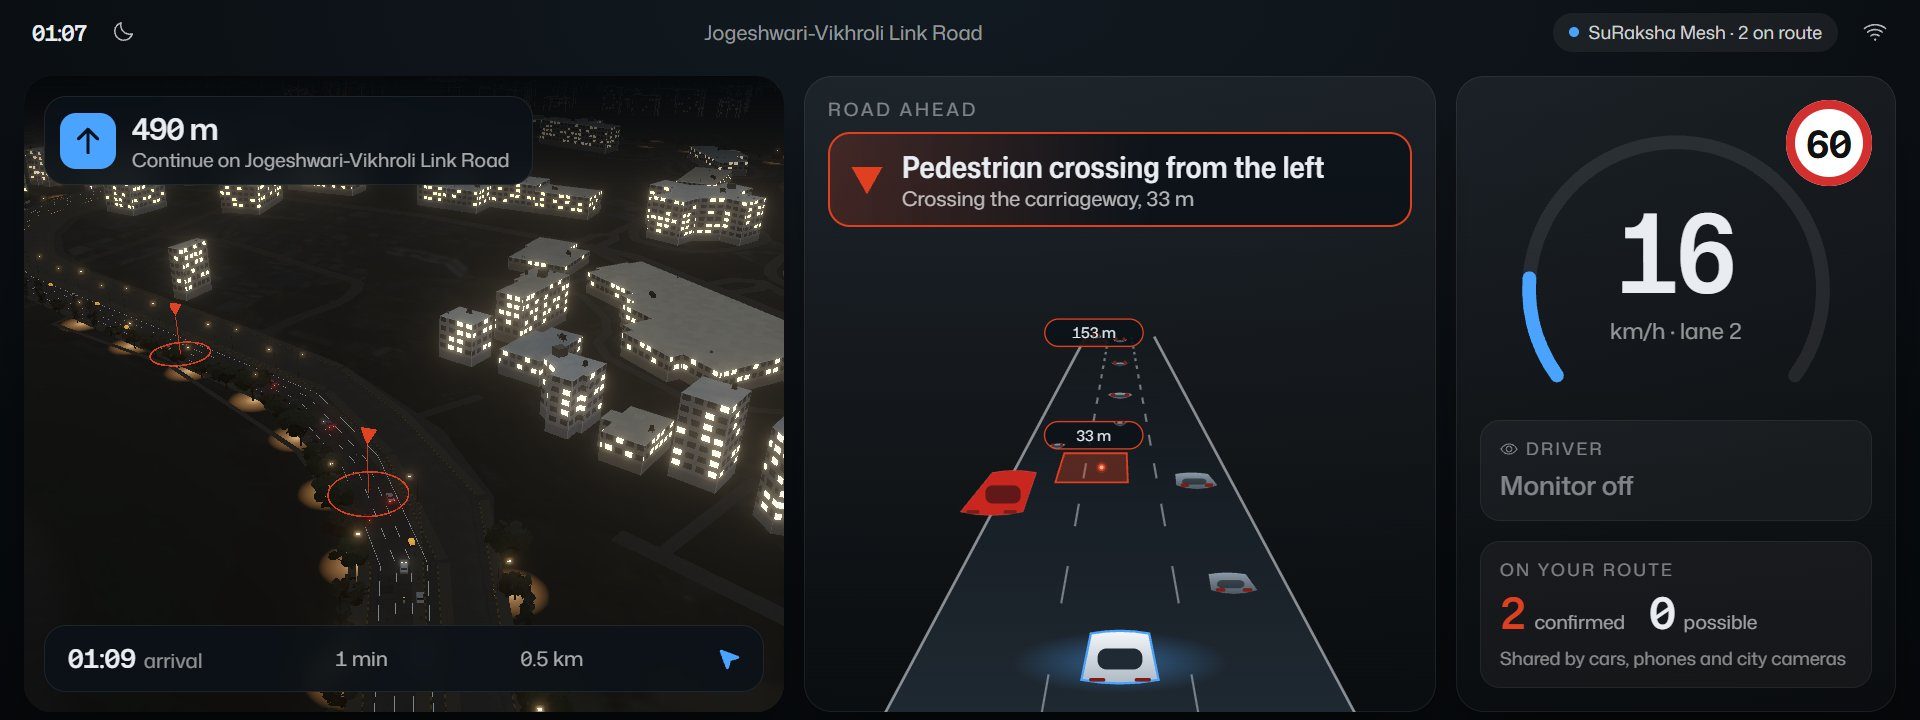 01:07
Jogeshwari-Vikhroli Link Road
SuRaksha Mesh · 2 on route
490 m
Continue on Jogeshwari-Vikhroli Link Road
01:09 arrival
1 min
0.5 km
ROAD AHEAD
Pedestrian crossing from the left
Crossing the carriageway, 33 m
153 m
33 m
60
16
km/h · lane 2
DRIVER
Monitor off
ON YOUR ROUTE
2 confirmed 0 possible
Shared by cars, phones and city cameras